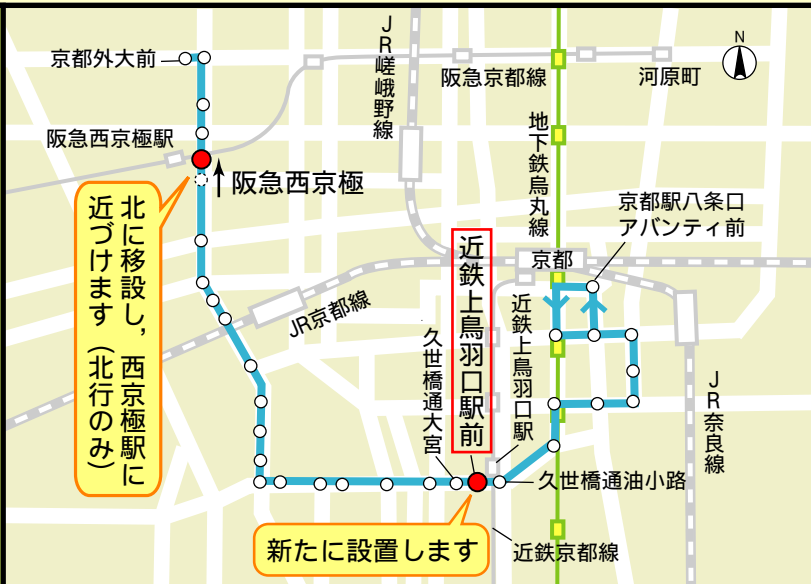 京都外大前
JR嵯峨野線
阪急京都線
河原町
N
阪急西京極駅
地下鉄烏丸線
阪急西京極
京都駅八条口
アバンティ前
北に移設し，西京極駅に
近づけます（北行のみ）
京都
近鉄上鳥羽口駅前
近鉄上鳥羽口駅
JR京都線
久世橋通大宮
JR奈良線
久世橋通油小路
新たに設置します
近鉄京都線